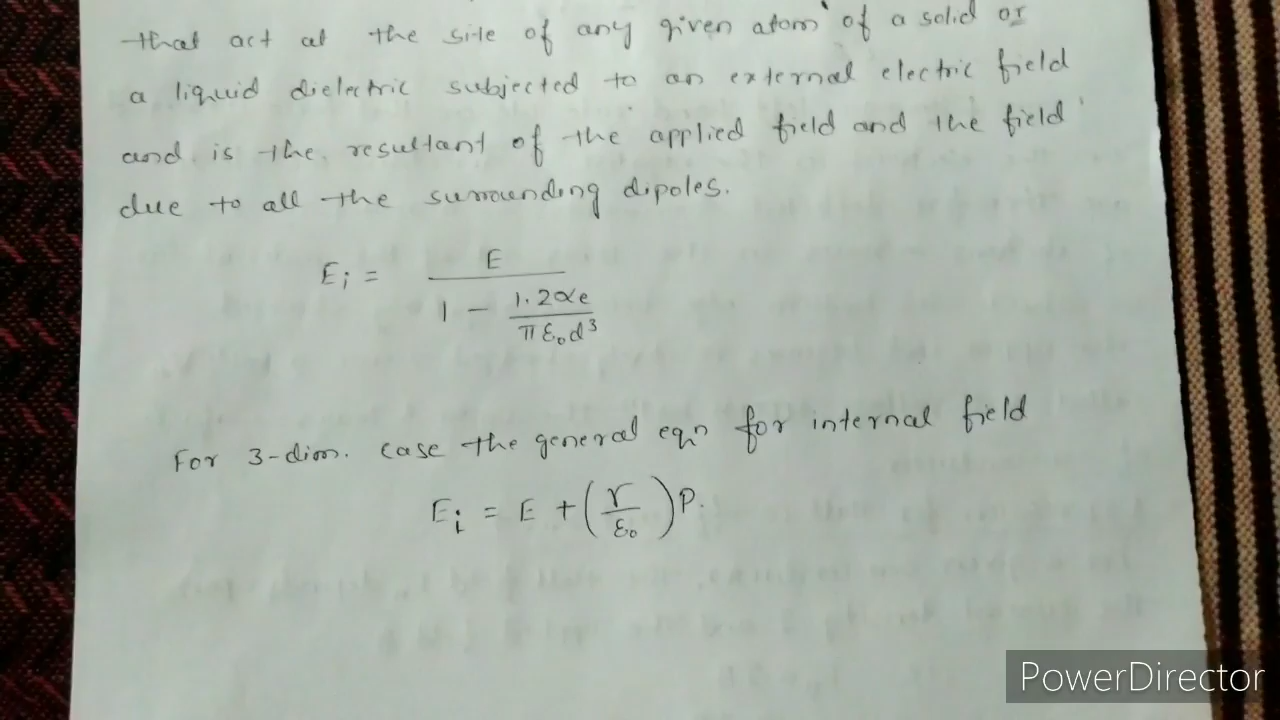 that act at the site of any given atom of a solid or
a liquid dielectric subjected to an external electric field
and is the resultant of the applied field and the field
due to all the surrounding dipoles.
Ei = E / (1 - 1.2αe / πε₀d³)
For 3-dim. case the general eqn for internal field
Ei = E + (γ/ε₀) P.
PowerDirector